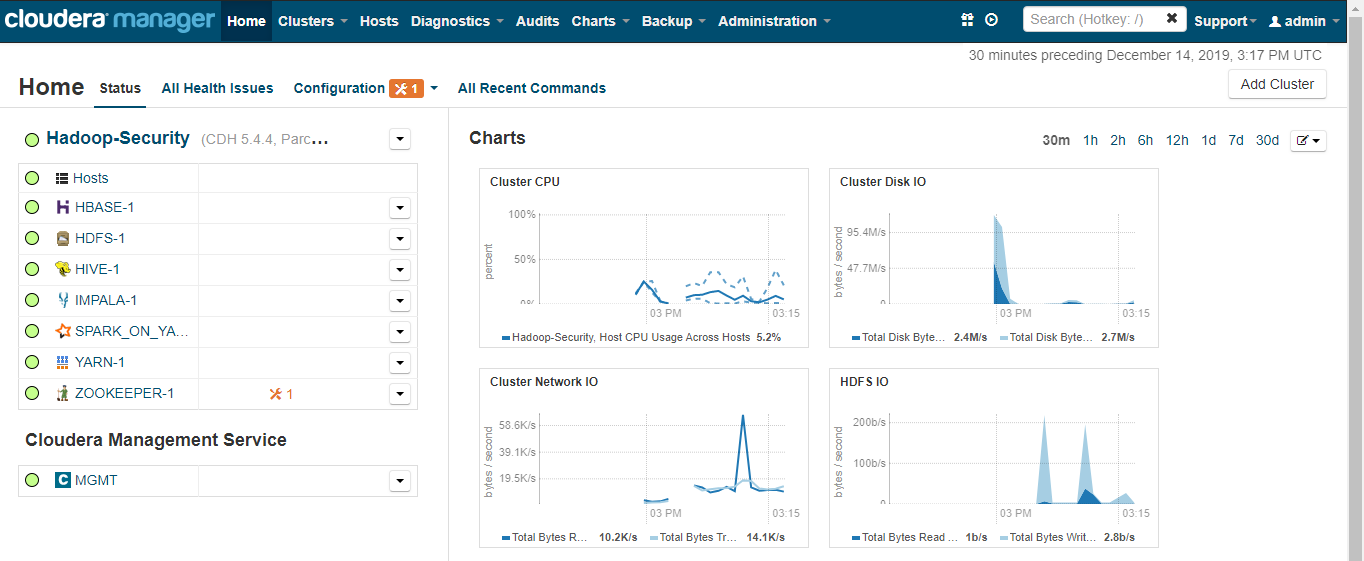 cloudera manager Home Clusters Hosts Diagnostics Audits Charts Backup Administration Search (Hotkey: /) Support admin
30 minutes preceding December 14, 2019, 3:17 PM UTC
Home Status All Health Issues Configuration 1 All Recent Commands Add Cluster
Hadoop-Security (CDH 5.4.4, Parc...
Hosts
HBASE-1
HDFS-1
HIVE-1
IMPALA-1
SPARK_ON_YA...
YARN-1
ZOOKEEPER-1 1
Cloudera Management Service
C MGMT
Charts 30m 1h 2h 6h 12h 1d 7d 30d
Cluster CPU
percent
100%
50%
0%
03 PM 03:15
Hadoop-Security, Host CPU Usage Across Hosts 5.2%
Cluster Disk IO
bytes / second
95.4M/s
47.7M/s
0
03 PM 03:15
Total Disk Byte... 2.4M/s Total Disk Byte... 2.7M/s
Cluster Network IO
bytes / second
58.6K/s
39.1K/s
19.5K/s
03 PM 03:15
Total Bytes R... 10.2K/s Total Bytes Tr... 14.1K/s
HDFS IO
bytes / second
200b/s
100b/s
0
03 PM 03:15
Total Bytes Read ... 1b/s Total Bytes Writ... 2.8b/s